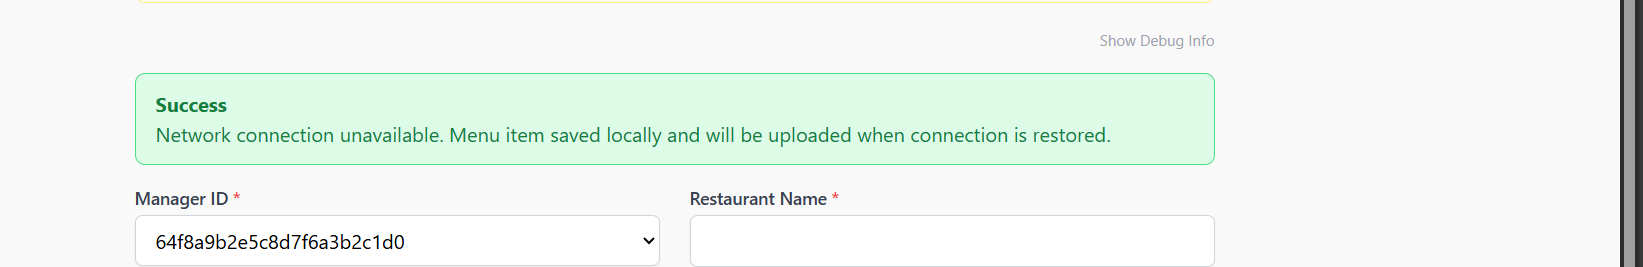 Show Debug Info
Success
Network connection unavailable. Menu item saved locally and will be uploaded when connection is restored.
Manager ID *
Restaurant Name *
64f8a9b2e5c8d7f6a3b2c1d0